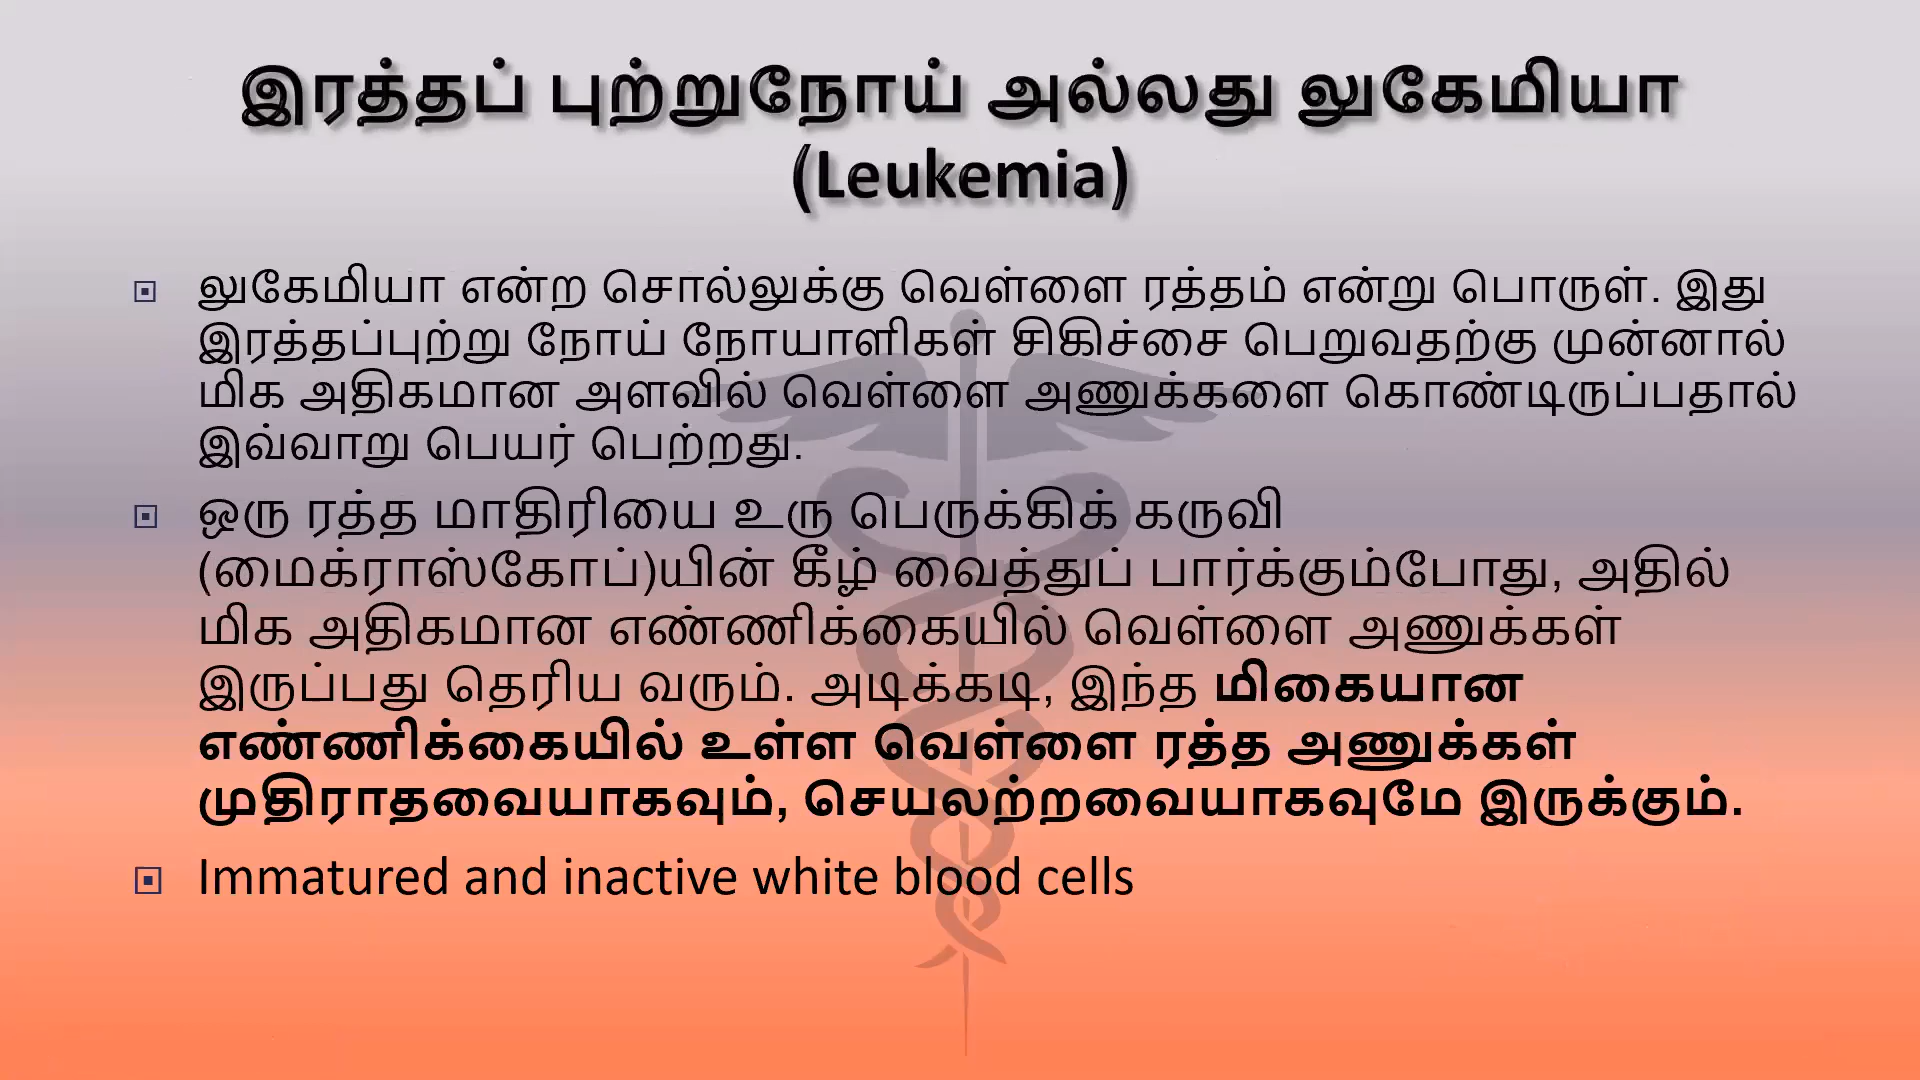 இரத்தப் புற்றுநோய் அல்லது லுகேமியா
(Leukemia)
லுகேமியா என்ற சொல்லுக்கு வெள்ளை ரத்தம் என்று பொருள். இது
இரத்தப்புற்று நோய் நோயாளிகள் சிகிச்சை பெறுவதற்கு முன்னால்
மிக அதிகமான அளவில் வெள்ளை அணுக்களை கொண்டிருப்பதால்
இவ்வாறு பெயர் பெற்றது.
ஒரு ரத்த மாதிரியை உரு பெருக்கிக் கருவி
(மைக்ராஸ்கோப்)யின் கீழ் வைத்துப் பார்க்கும்போது, அதில்
மிக அதிகமான எண்ணிக்கையில் வெள்ளை அணுக்கள்
இருப்பது தெரிய வரும். அடிக்கடி, இந்த மிகையான
எண்ணிக்கையில் உள்ள வெள்ளை ரத்த அணுக்கள்
முதிராதவையாகவும், செயலற்றவையாகவுமே இருக்கும்.
Immatured and inactive white blood cells